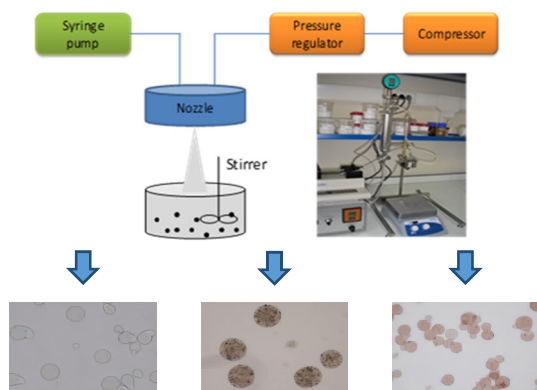 Syringe
pump
Pressure
regulator
Compressor
Nozzle
Stirrer